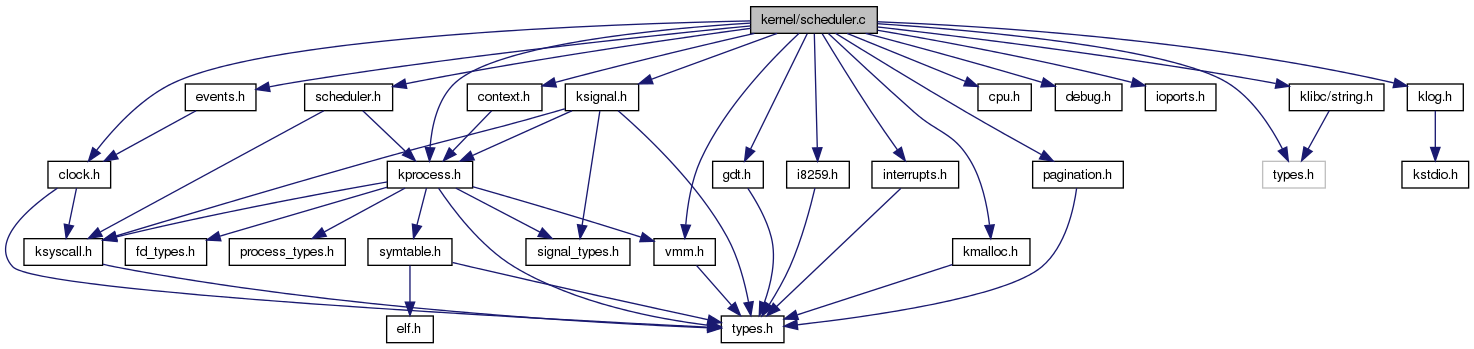 kernel/scheduler.c
events.h
scheduler.h
context.h
ksignal.h
cpu.h
debug.h
ioports.h
klibc/string.h
klog.h
clock.h
kprocess.h
gdt.h
i8259.h
interrupts.h
pagination.h
types.h
kstdio.h
ksyscall.h
fd_types.h
process_types.h
symtable.h
signal_types.h
vmm.h
kmalloc.h
elf.h
types.h